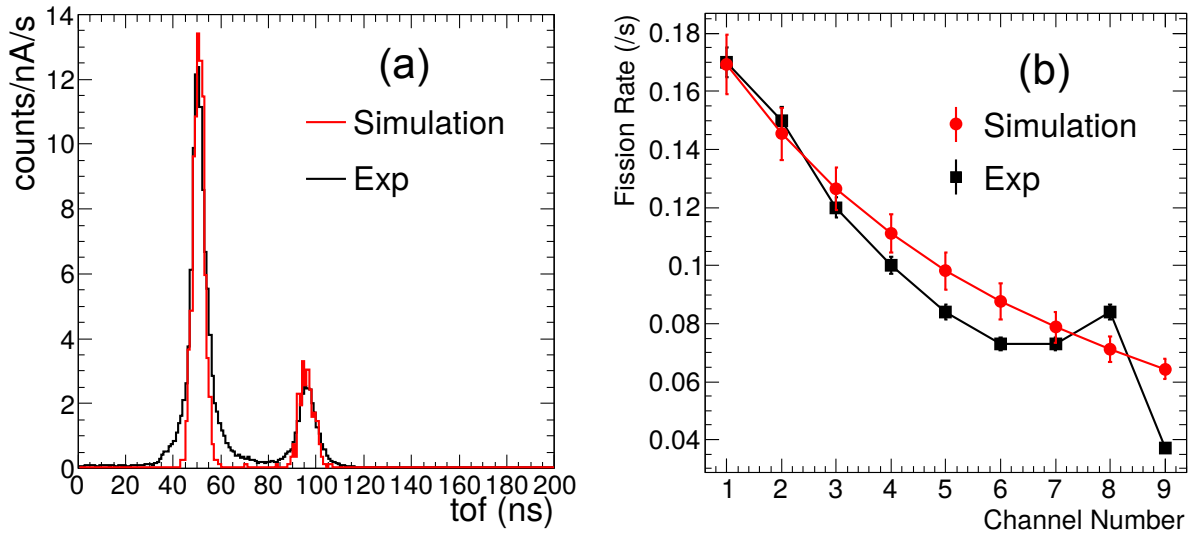 counts/nA/s
14
12
10
8
6
4
2
0
(a)
Simulation
Exp
0 20 40 60 80 100 120 140 160 180 200
tof (ns)
Fission Rate (/s)
0.18
0.16
0.14
0.12
0.1
0.08
0.06
0.04
(b)
Simulation
Exp
1 2 3 4 5 6 7 8 9
Channel Number